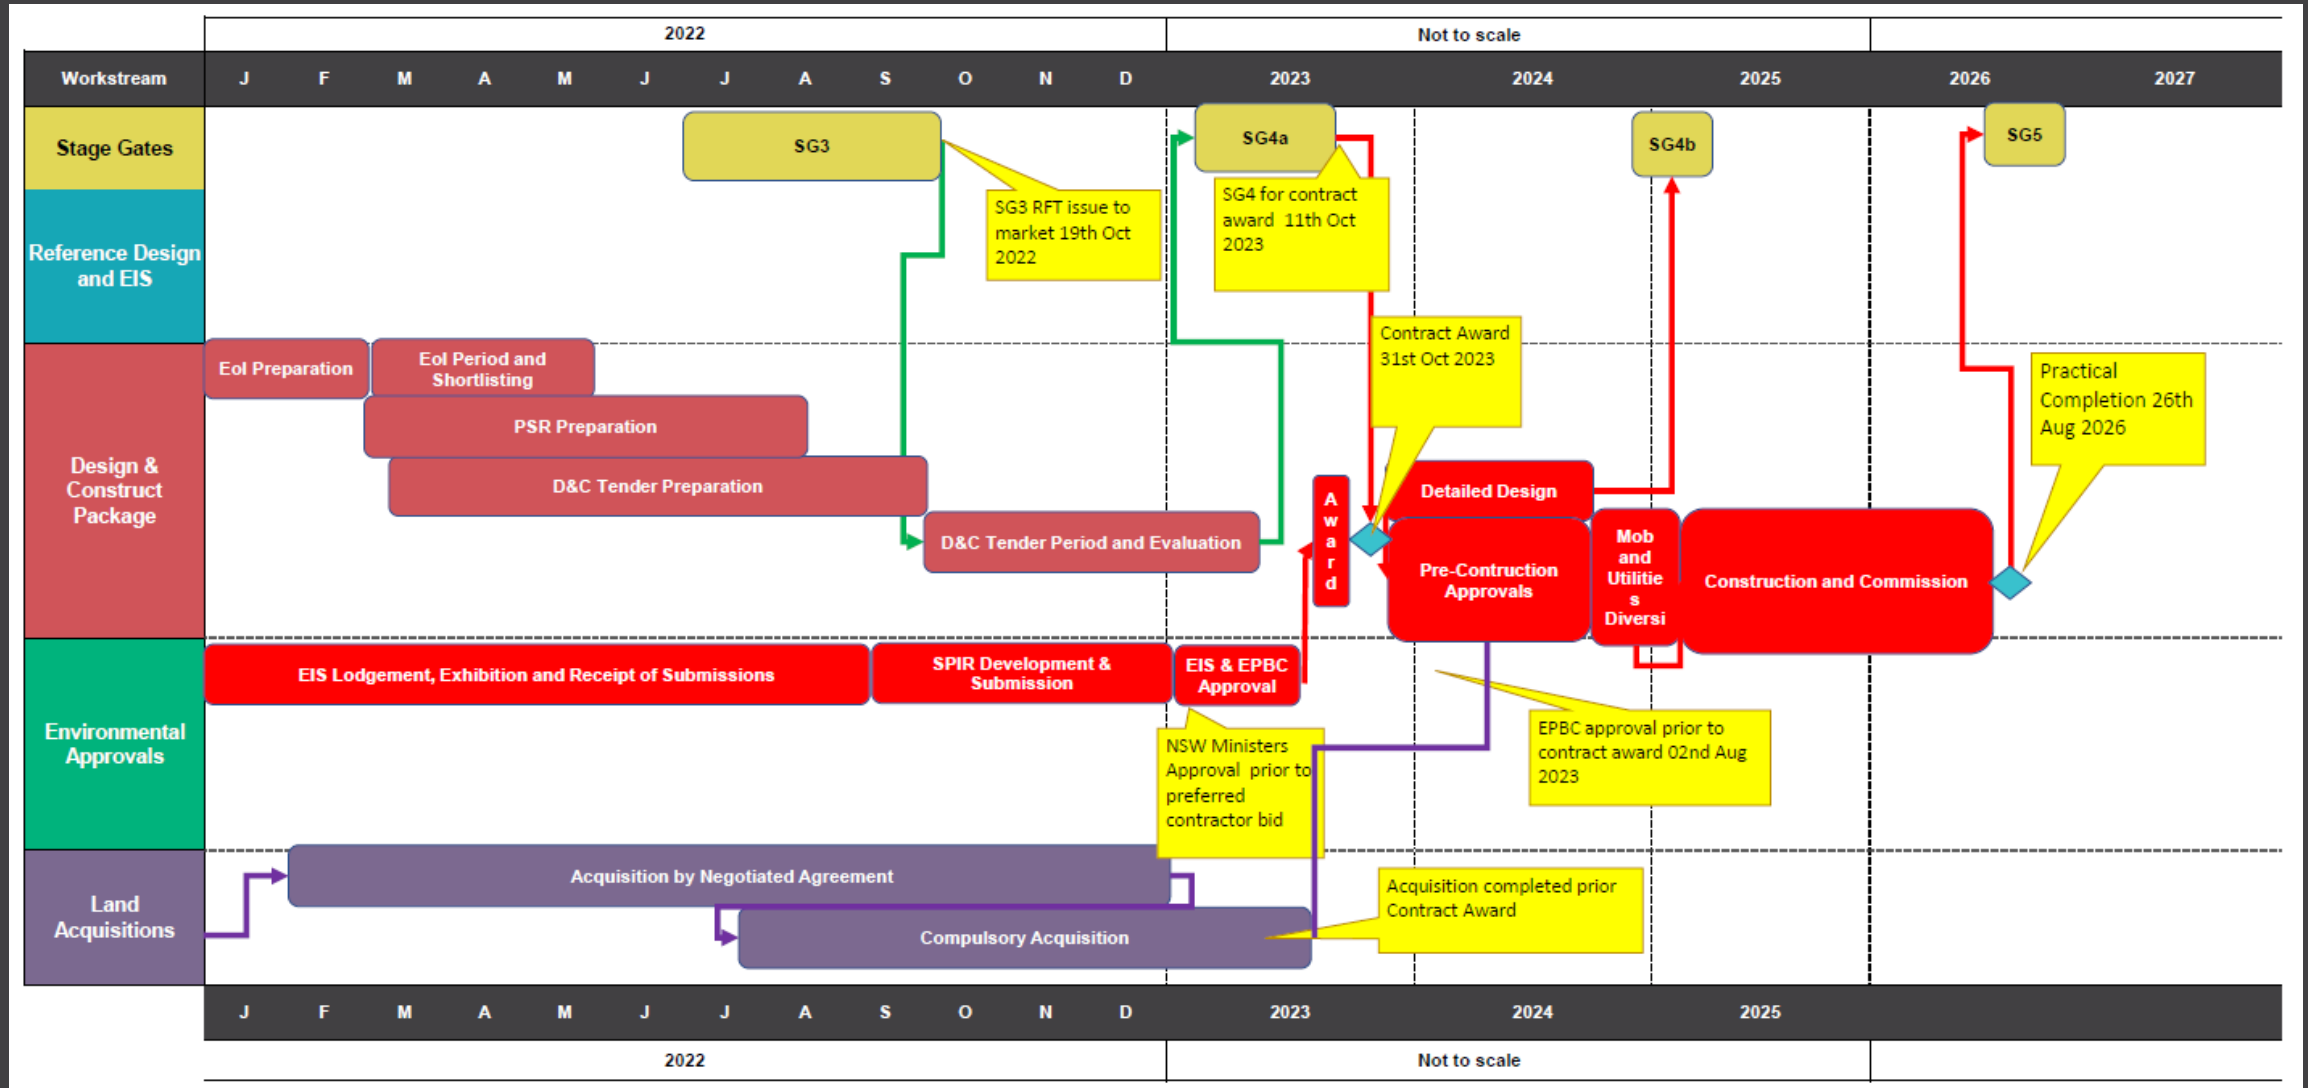 2022
Not to scale
Workstream
J F M A M J J A S O N D 2023 2024 2025 2026 2027
Stage Gates
SG3
SG4a
SG4b
SG5
SG3 RFT issue to
market 19th Oct
2022
SG4 for contract
award 11th Oct
2023
Reference Design
and EIS
Contract Award
31st Oct 2023
Practical
Completion 26th
Aug 2026
Design &
Construct
Package
EoI Preparation
EoI Period and
Shortlisting
PSR Preparation
D&C Tender Preparation
D&C Tender Period and Evaluation
A
w
a
r
d
Detailed Design
Pre-Contruction
Approvals
Mob
and
Utilitie
s
Diversi
Construction and Commission
Environmental
Approvals
EIS Lodgement, Exhibition and Receipt of Submissions
SPIR Development &
Submission
EIS & EPBC
Approval
NSW Ministers
Approval prior to
preferred
contractor bid
EPBC approval prior to
contract award 02nd Aug
2023
Land
Acquisitions
Acquisition by Negotiated Agreement
Compulsory Acquisition
Acquisition completed prior
Contract Award
J F M A M J J A S O N D 2023 2024 2025
2022
Not to scale